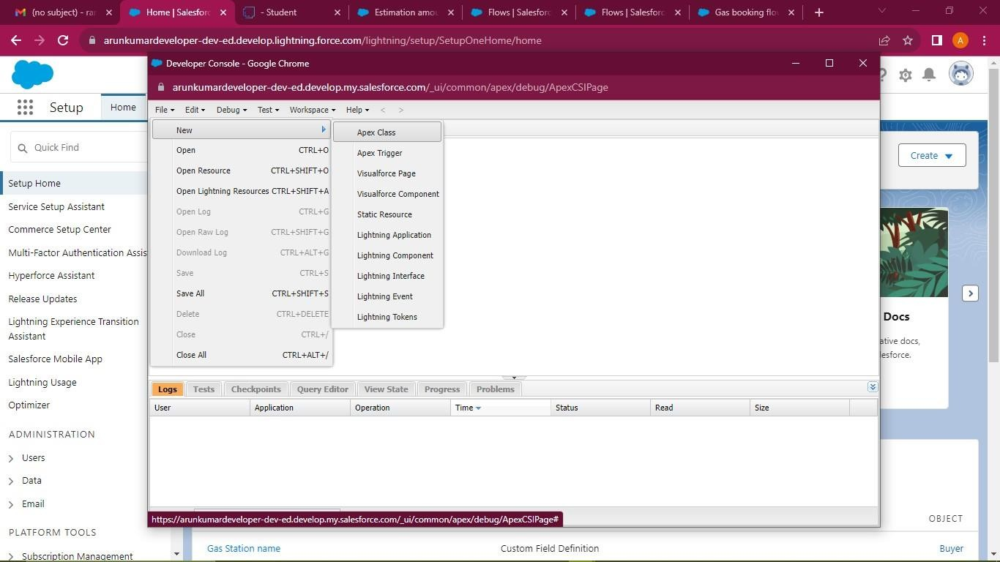 (no subject) - rar
Home | Salesforc
- Student
Estimation amou
Flows | Salesforc
Flows | Salesforc
Gas booking flo
arunkumardeveloper-dev-ed.develop.lightning.force.com/lightning/setup/SetupOneHome/home
A
Developer Console - Google Chrome
arunkumardeveloper-dev-ed.develop.my.salesforce.com/_ui/common/apex/debug/ApexCSIPage
File Edit Debug Test Workspace Help < >
Setup
Home
Quick Find
Setup Home
Service Setup Assistant
Commerce Setup Center
Multi-Factor Authentication Assis
Hyperforce Assistant
Release Updates
Lightning Experience Transition
Assistant
Salesforce Mobile App
Lightning Usage
Optimizer
ADMINISTRATION
Users
Data
Email
PLATFORM TOOLS
Subscription Management
New
Open CTRL+O
Open Resource CTRL+SHIFT+O
Open Lightning Resources CTRL+SHIFT+A
Open Log CTRL+G
Open Raw Log CTRL+SHIFT+G
Download Log CTRL+ALT+G
Save CTRL+S
Save All CTRL+SHIFT+S
Delete CTRL+DELETE
Close CTRL+/
Close All CTRL+ALT+/
Apex Class
Apex Trigger
Visualforce Page
Visualforce Component
Static Resource
Lightning Application
Lightning Component
Lightning Interface
Lightning Event
Lightning Tokens
Create
Docs
ative docs,
lesforce.
Logs Tests Checkpoints Query Editor View State Progress Problems
User Application Operation Time Status Read Size
https://arunkumardeveloper-dev-ed.develop.my.salesforce.com/_ui/common/apex/debug/ApexCSIPage#
OBJECT
Gas Station name Custom Field Definition Buyer